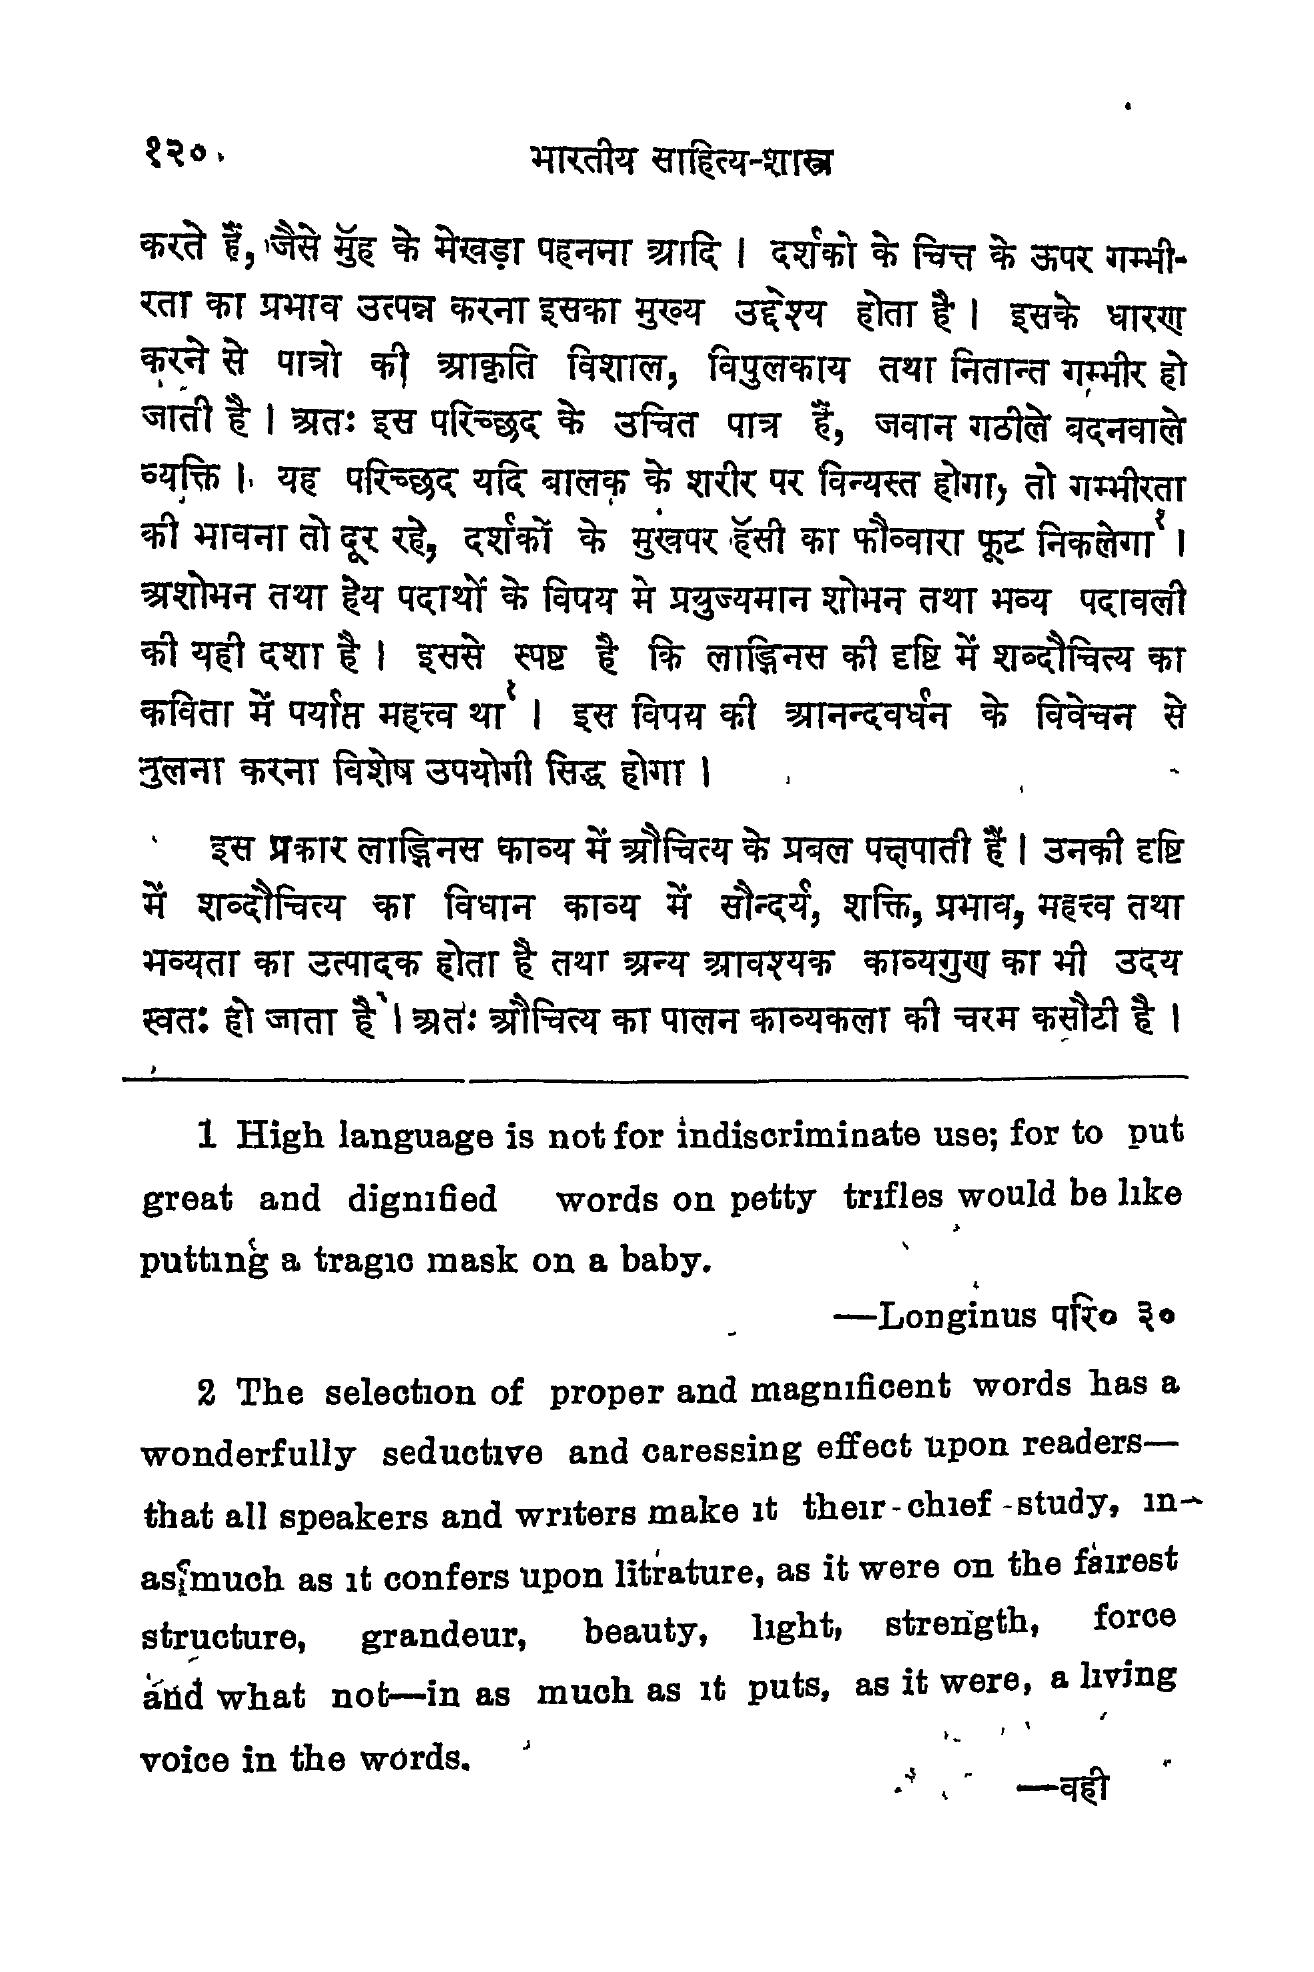 १२०
भारतीय साहित्य-शास्त्र
करते हैं, जैसे मुँह के मेखड़ा पहनना आदि । दर्शको के चित्त के ऊपर गम्भी-
रता का प्रभाव उत्पन्न करना इसका मुख्य उद्देश्य होता है । इसके धारण
करने से पात्रो की आकृति विशाल, विपुलकाय तथा नितान्त गम्भीर हो
जाती है । अतः इस परिच्छद के उचित पात्र हैं, जवान गठीले बदनवाले
व्यक्ति । यह परिच्छद यदि बालक के शरीर पर विन्यस्त होगा, तो गम्भीरता
की भावना तो दूर रहे, दर्शकों के मुखपर हँसी का फौव्वारा फूट निकलेगा१ ।
अशोभन तथा हेय पदार्थो के विषय मे प्रयुज्यमान शोभन तथा भव्य पदावली
की यही दशा है । इससे स्पष्ट है कि लाङ्गिनस की दृष्टि में शब्दौचित्य का
कविता में पर्याप्त महत्त्व था१ । इस विषय की आनन्दवर्धन के विवेचन से
तुलना करना विशेष उपयोगी सिद्ध होगा ।
इस प्रकार लाङ्गिनस काव्य में औचित्य के प्रबल पक्षपाती हैं । उनकी दृष्टि
में शब्दौचित्य का विधान काव्य में सौन्दर्य, शक्ति, प्रभाव, महत्त्व तथा
भव्यता का उत्पादक होता है तथा अन्य आवश्यक काव्यगुण का भी उदय
स्वतः हो जाता है । अतः औचित्य का पालन काव्यकला की चरम कसौटी है ।
1 High language is not for indiscriminate use; for to put
great and dignified words on petty trifles would be like
putting a tragic mask on a baby.
—Longinus परि० ३०
2 The selection of proper and magnificent words has a
wonderfully seductive and caressing effect upon readers—
that all speakers and writers make it their-chief-study, in-
as much as it confers upon litrature, as it were on the fairest
structure, grandeur, beauty, light, strength, force
and what not—in as much as it puts, as it were, a living
voice in the words.
—वही